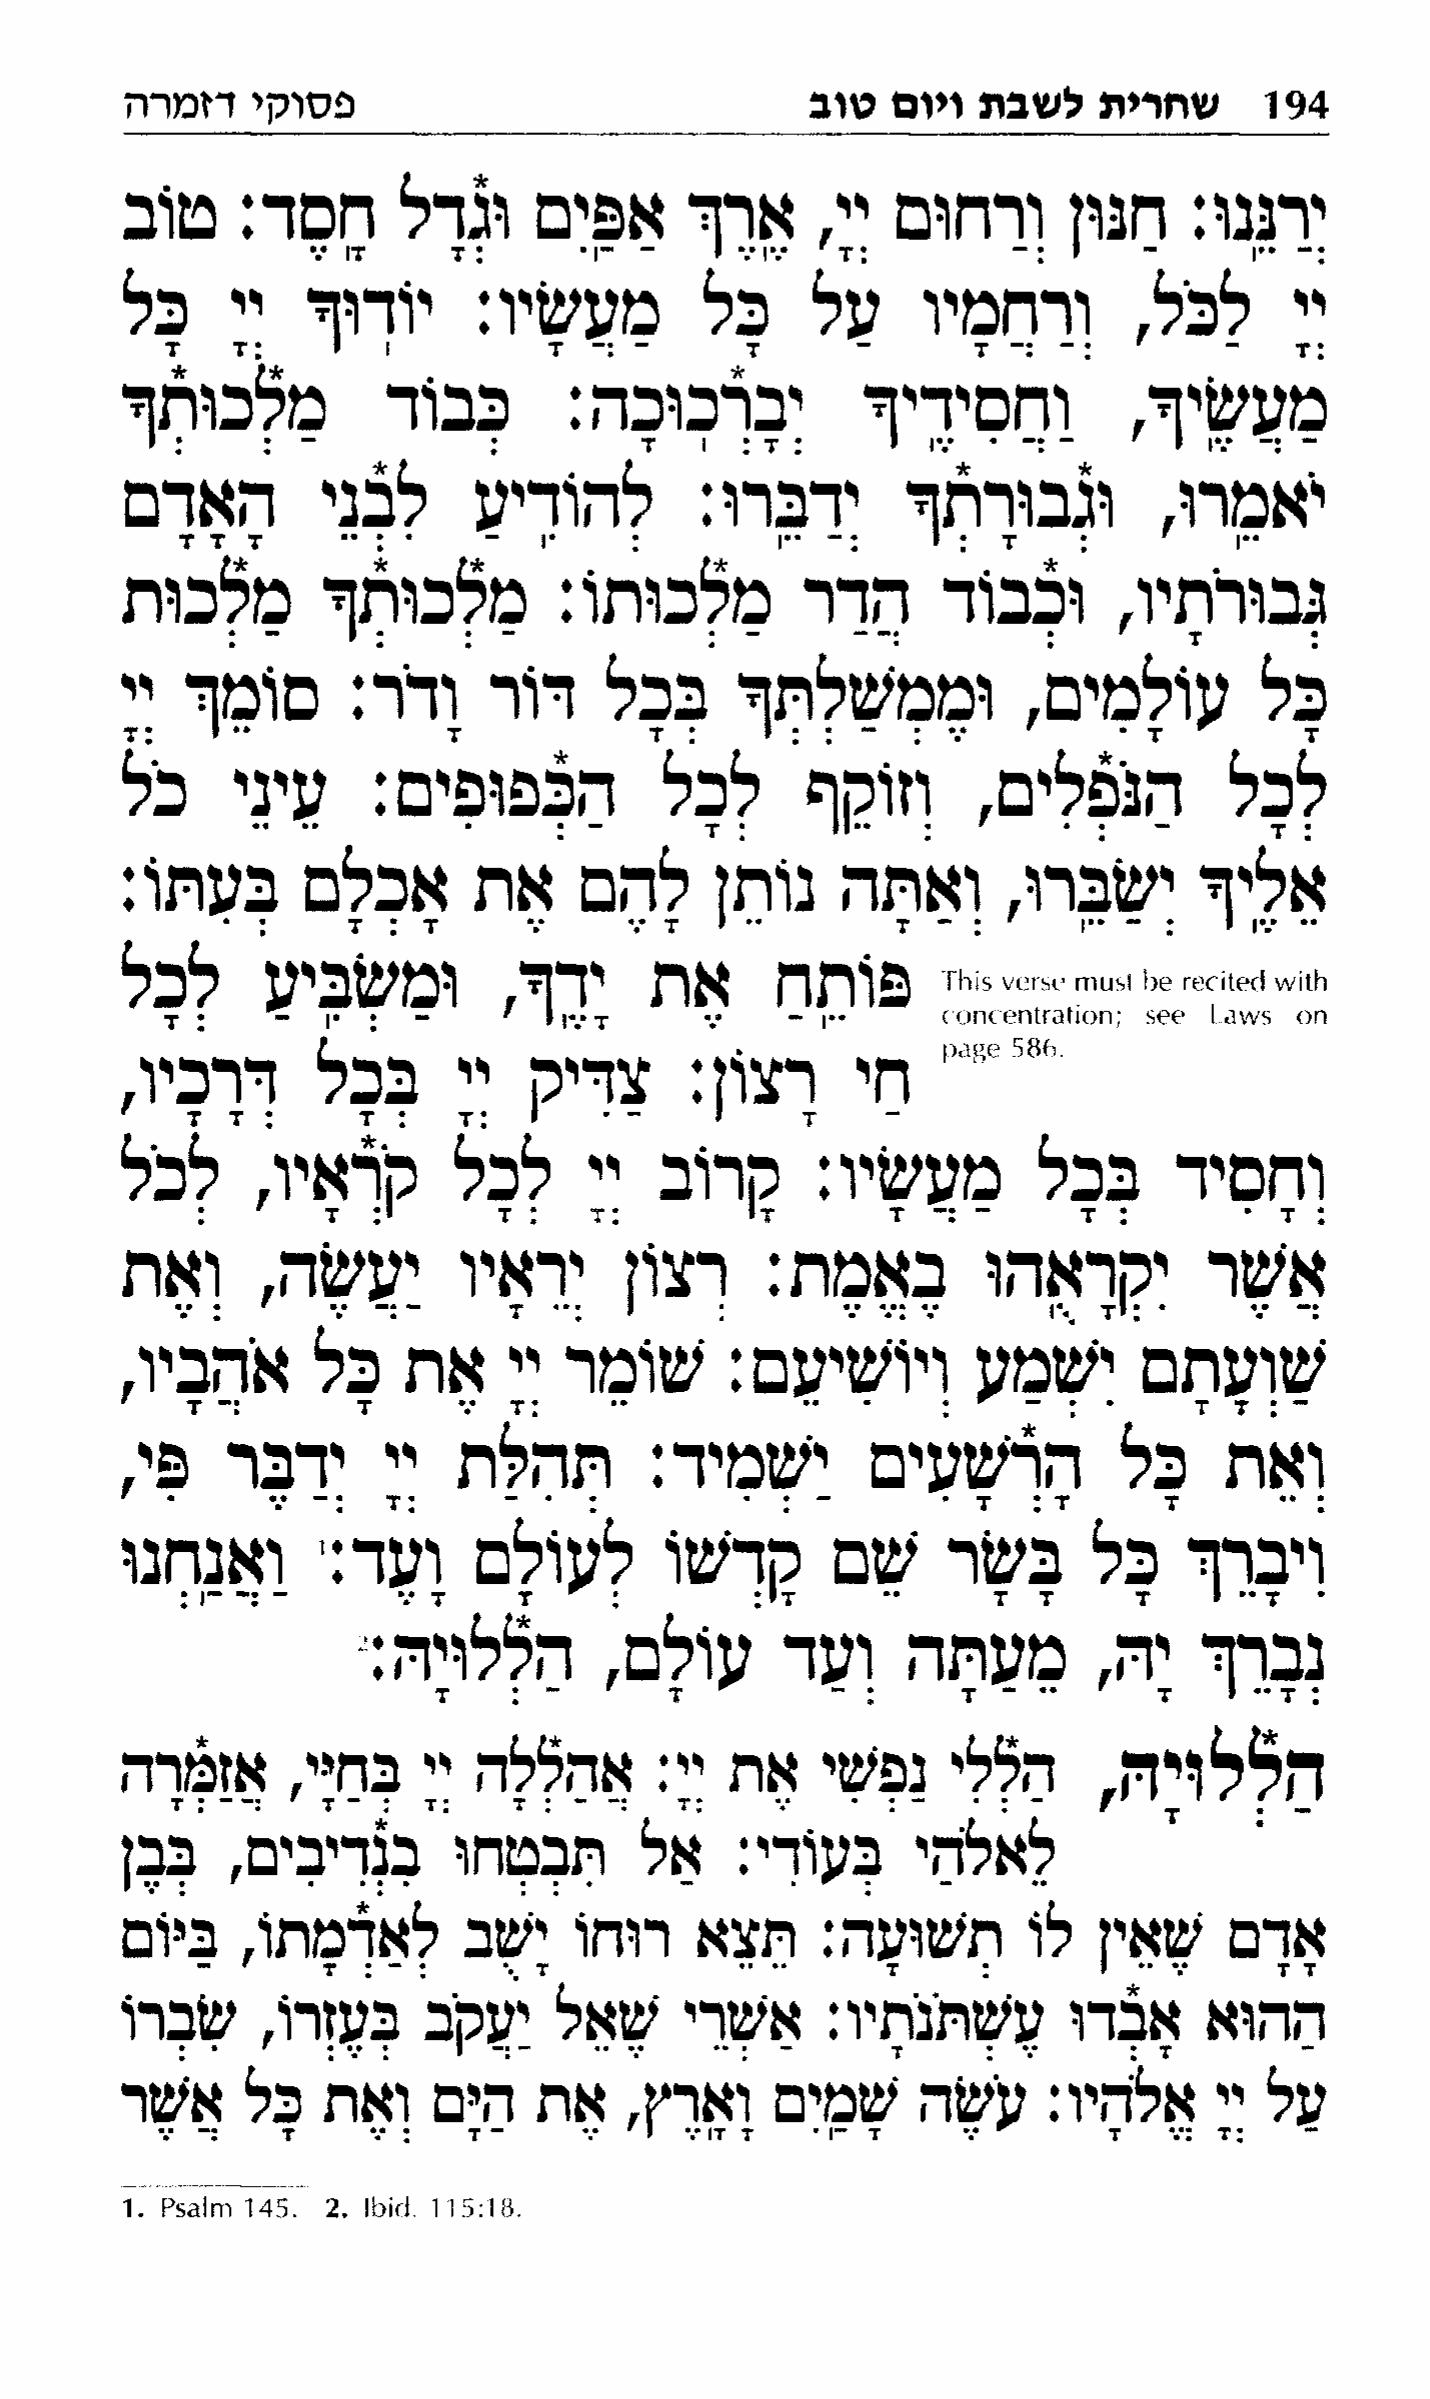 194 שחרית לשבת ויום טוב פסוקי דזמרה
יְרַנֵּֽנוּ: חַנּוּן וְרַחוּם יְיָ, אֶֽרֶךְ אַפַּֽיִם וּגְ֯דָל חָֽסֶד: טוֹב
יְיָ לַכֹּל, וְרַחֲמָיו עַל כָּל מַעֲשָׂיו: יוֹדֽוּךָ יְיָ כָּל
מַעֲשֶֽׂיךָ, וַחֲסִידֶֽיךָ יְבָרְ֯כֽוּכָה: כְּבוֹד מַלְ֯כוּתְ֯ךָ
יֹאמֵֽרוּ, וּגְ֯בוּרָתְ֯ךָ יְדַבֵּֽרוּ: לְהוֹדִֽיעַ לִבְ֯נֵי הָאָדָם
גְּבוּרֹתָיו, וּכְ֯בוֹד הֲדַר מַלְ֯כוּתוֹ: מַלְ֯כוּתְ֯ךָ מַלְ֯כוּת
כָּל עוֹלָמִים, וּמֶמְשַׁלְתְּךָ בְּכָל דּוֹר וָדֹר: סוֹמֵךְ יְיָ
לְכָל הַנֹּפְ֯לִים, וְזוֹקֵף לְכָל הַכְּ֯פוּפִים: עֵינֵי כֹל
אֵלֶֽיךָ יְשַׂבֵּֽרוּ, וְאַתָּה נוֹתֵן לָהֶם אֶת אָכְלָם בְּעִתּוֹ:
This verse must be recited with
concentration; see Laws on
page 586.
פּוֹתֵֽחַ אֶת יָדֶֽךָ, וּמַשְׂבִּֽיעַ לְכָל
חַי רָצוֹן: צַדִּיק יְיָ בְּכָל דְּרָכָיו,
וְחָסִיד בְּכָל מַעֲשָׂיו: קָרוֹב יְיָ לְכָל קֹרְ֯אָיו, לְכֹל
אֲשֶׁר יִקְרָאֻֽהוּ בֶאֱמֶת: רְצוֹן יְרֵאָיו יַעֲשֶׂה, וְאֶת
שַׁוְעָתָם יִשְׁמַע וְיוֹשִׁיעֵם: שׁוֹמֵר יְיָ אֶת כָּל אֹהֲבָיו,
וְאֵת כָּל הָרְ֯שָׁעִים יַשְׁמִיד: תְּהִלַּת יְיָ יְדַבֶּר פִּי,
וִיבָרֵךְ כָּל בָּשָׂר שֵׁם קָדְשׁוֹ לְעוֹלָם וָעֶד:¹ וַאֲנַֽחְנוּ
נְבָרֵךְ יָהּ, מֵעַתָּה וְעַד עוֹלָם, הַלְ֯לוּיָהּ:²
הַלְ֯לוּיָהּ, הַלְ֯לִי נַפְשִׁי אֶת יְיָ: אֲהַלְ֯לָה יְיָ בְּחַיָּי, אֲזַמְּ֯רָה
לֵאלֹהַי בְּעוֹדִי: אַל תִּבְטְחוּ בִנְ֯דִיבִים, בְּבֶן
אָדָם שֶׁאֵין לוֹ תְשׁוּעָה: תֵּצֵא רוּחוֹ יָשֻׁב לְאַדְ֯מָתוֹ, בַּיּוֹם
הַהוּא אָבְ֯דוּ עֶשְׁתֹּנֹתָיו: אַשְׁרֵי שֶׁאֵל יַעֲקֹב בְּעֶזְרוֹ, שִׂבְרוֹ
עַל יְיָ אֱלֹהָיו: עֹשֶׂה שָׁמַֽיִם וָאָֽרֶץ, אֶת הַיָּם וְאֶת כָּל אֲשֶׁר
1. Psalm 145. 2. Ibid. 115:18.